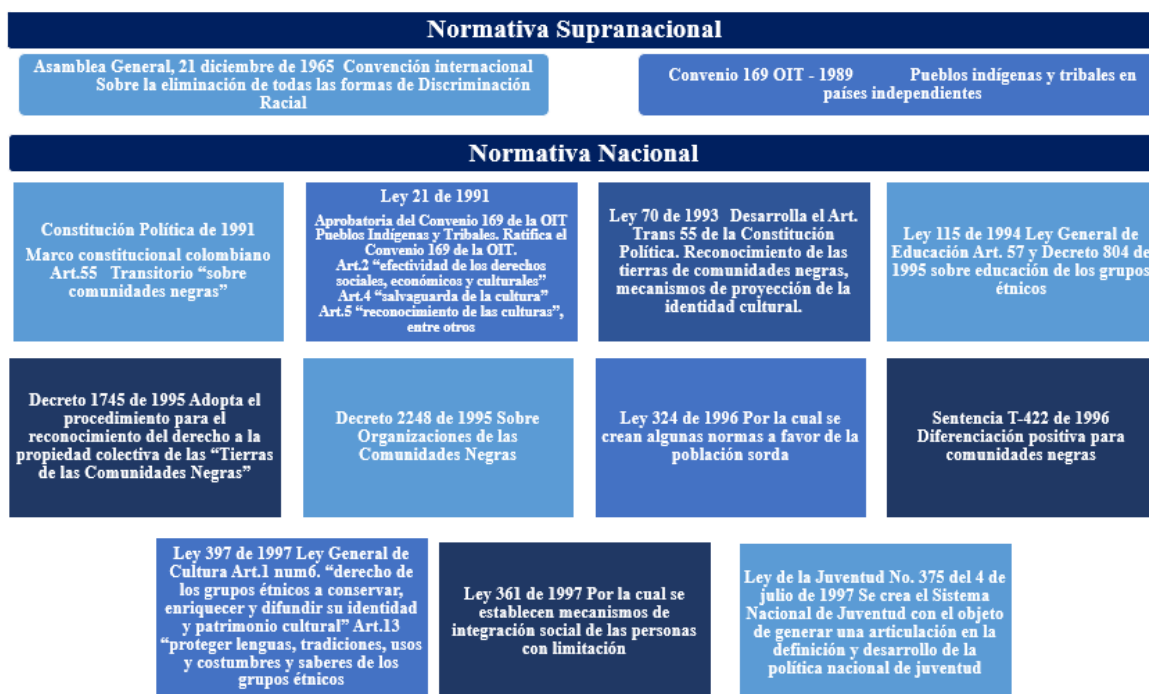 Normativa Supranacional
Asamblea General, 21 diciembre de 1965 Convención internacional
Sobre la eliminación de todas las formas de Discriminación
Racial
Convenio 169 OIT - 1989 Pueblos indígenas y tribales en
países independientes
Normativa Nacional
Constitución Política de 1991
Marco constitucional colombiano
Art.55 Transitorio “sobre
comunidades negras”
Ley 21 de 1991
Aprobatoria del Convenio 169 de la OIT
Pueblos Indígenas y Tribales. Ratifica el
Convenio 169 de la OIT.
Art.2 “efectividad de los derechos
sociales, económicos y culturales”
Art.4 “salvaguarda de la cultura”
Art.5 “reconocimiento de las culturas”,
entre otros
Ley 70 de 1993 Desarrolla el Art.
Trans 55 de la Constitución
Política. Reconocimiento de las
tierras de comunidades negras,
mecanismos de proyección de la
identidad cultural.
Ley 115 de 1994 Ley General de
Educación Art. 57 y Decreto 804 de
1995 sobre educación de los grupos
étnicos
Decreto 1745 de 1995 Adopta el
procedimiento para el
reconocimiento del derecho a la
propiedad colectiva de las “Tierras
de las Comunidades Negras”
Decreto 2248 de 1995 Sobre
Organizaciones de las
Comunidades Negras
Ley 324 de 1996 Por la cual se
crean algunas normas a favor de la
población sorda
Sentencia T-422 de 1996
Diferenciación positiva para
comunidades negras
Ley 397 de 1997 Ley General de
Cultura Art.1 num6. “derecho de
los grupos étnicos a conservar,
enriquecer y difundir su identidad
y patrimonio cultural” Art.13
“proteger lenguas, tradiciones, usos
y costumbres y saberes de los
grupos étnicos
Ley 361 de 1997 Por la cual se
establecen mecanismos de
integración social de las personas
con limitación
Ley de la Juventud No. 375 del 4 de
julio de 1997 Se crea el Sistema
Nacional de Juventud con el objeto
de generar una articulación en la
definición y desarrollo de la
política nacional de juventud